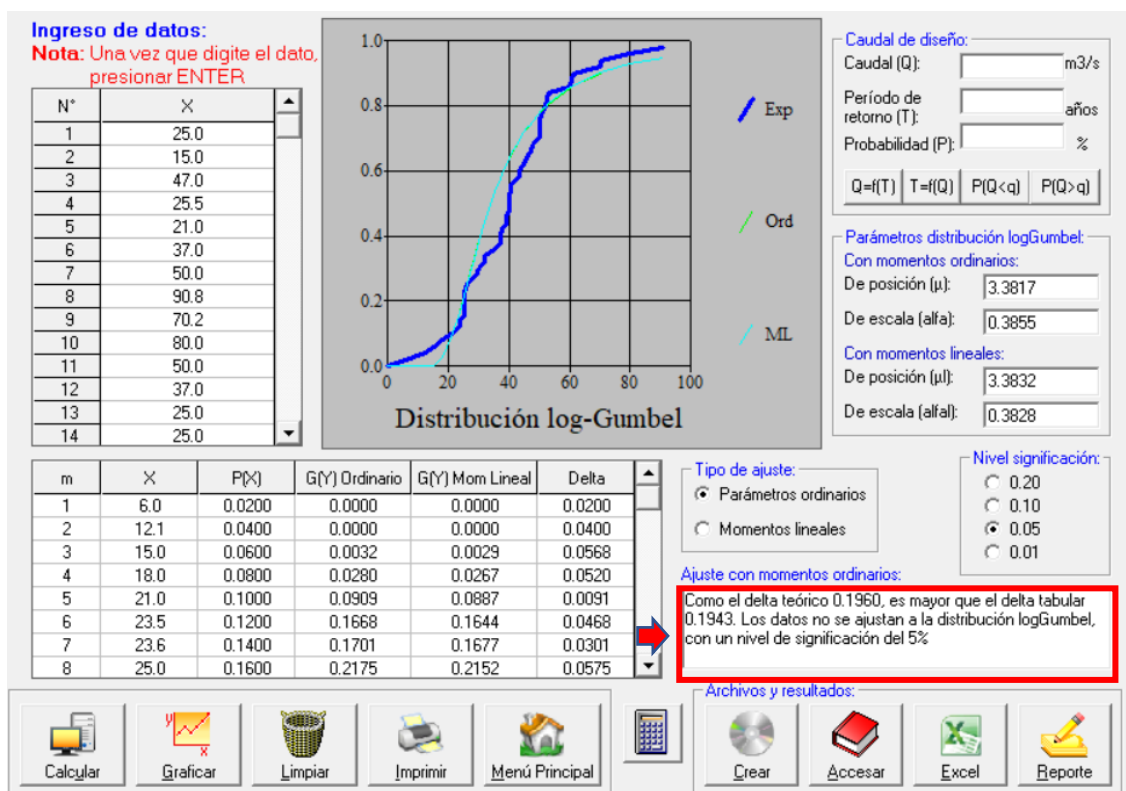 Ingreso de datos:
Nota: Una vez que digite el dato,
presionar ENTER
N° X
1 25.0
2 15.0
3 47.0
4 25.5
5 21.0
6 37.0
7 50.0
8 90.8
9 70.2
10 80.0
11 50.0
12 37.0
13 25.0
14 25.0
1.0
0.8
0.6
0.4
0.2
0.0
0 20 40 60 80 100
Exp
Ord
ML
Distribución log-Gumbel
Caudal de diseño:
Caudal (Q): m3/s
Período de
retorno (T): años
Probabilidad (P): %
Q=f(T) T=f(Q) P(Q<q) P(Q>q)
Parámetros distribución logGumbel:
Con momentos ordinarios:
De posición (µ): 3.3817
De escala (alfa): 0.3855
Con momentos lineales:
De posición (µl): 3.3832
De escala (alfal): 0.3828
m X P(X) G(Y) Ordinario G(Y) Mom Lineal Delta
1 6.0 0.0200 0.0000 0.0000 0.0200
2 12.1 0.0400 0.0000 0.0000 0.0400
3 15.0 0.0600 0.0032 0.0029 0.0568
4 18.0 0.0800 0.0280 0.0267 0.0520
5 21.0 0.1000 0.0909 0.0887 0.0091
6 23.5 0.1200 0.1668 0.1644 0.0468
7 23.6 0.1400 0.1701 0.1677 0.0301
8 25.0 0.1600 0.2175 0.2152 0.0575
Tipo de ajuste:
Parámetros ordinarios
Momentos lineales
Nivel significación:
0.20
0.10
0.05
0.01
Ajuste con momentos ordinarios:
Como el delta teórico 0.1960, es mayor que el delta tabular
0.1943. Los datos no se ajustan a la distribución logGumbel,
con un nivel de significación del 5%
Archivos y resultados:
Calcular Graficar Limpiar Imprimir Menú Principal Crear Accesar Excel Reporte
y
x